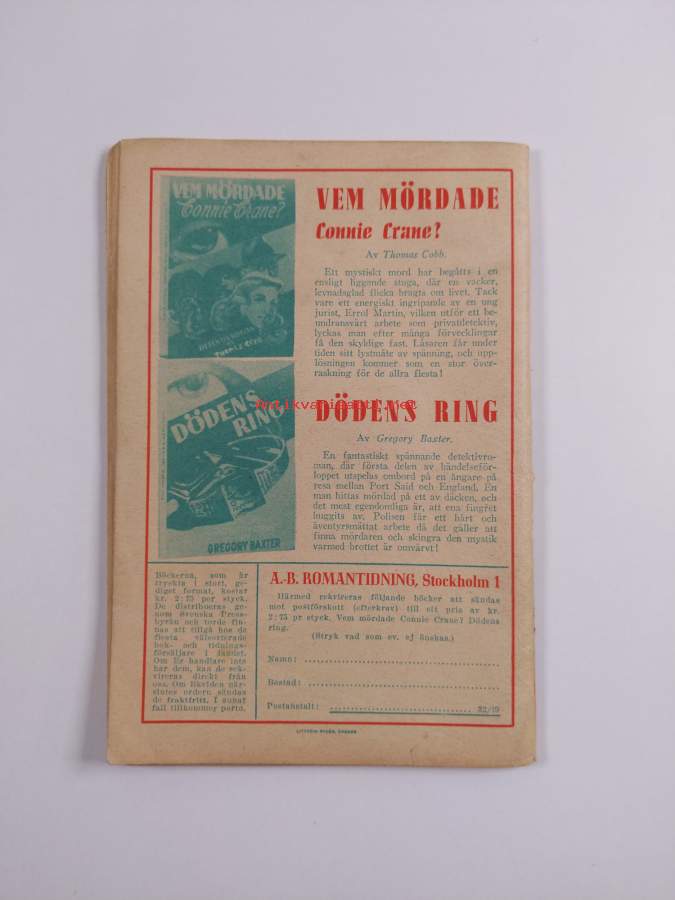 VEM MÖRDADE
Connie Crane?
VEM MÖRDADE
Connie Crane?
Av Thomas Cobb.
Ett mystiskt mord har begåtts i en
ensligt liggande stuga, där en vacker,
levnadsglad flicka bragts om livet. Tack
vare ett energiskt ingripande av en ung
jurist, Errol Martin, vilken utför ett be-
undransvärt arbete som privatdetektiv,
lyckas man efter många förvecklingar
få den skyldige fast. Läsaren får under
tiden sitt lystmäte av spänning, och upp-
lösningen kommer som en stor över-
raskning för de allra flesta!
DÖDENS
RING
GREGORY BAXTER
Antikvariaatti.net
DÖDENS RING
Av Gregory Baxter.
En fantastiskt spännande detektivro-
man, där första delen av händelseför-
loppet utspelas ombord på en ångare på
resa mellan Port Said och England. En
man hittas mördad på ett av däcken, och
det mest egendomliga är, att ena fingret
huggits av. Polisen får ett hårt och
äventyrsmättat arbete då det gäller att
finna mördaren och skingra den mystik
varmed brottet är omvärvt!
Böckerna, som är
tryckta i stort, ge-
diget format, kostar
kr. 2:75 per styck.
De distribueras ge-
nom Svenska Press-
byrån och torde fin-
nas att tillgå hos de
flesta välsorterade
bok- och tidnings-
försäljare i landet.
Om Er handlare inte
har dem, kan de rek-
vireras direkt från
oss. Om likviden när-
slutes ordern sändas
de fraktfritt. I annat
fall tillkommer porto.
A.-B. ROMANTIDNING, Stockholm 1
Härmed rekvireras följande böcker att sändas
mot postförskott (efterkrav) till ett pris av kr.
2:75 pr styck. Vem mördade Connie Crane? Dödens
ring.
(Stryk vad som ev. ej önskas.)
Namn:
Bostad:
Postanstalt: 32/19